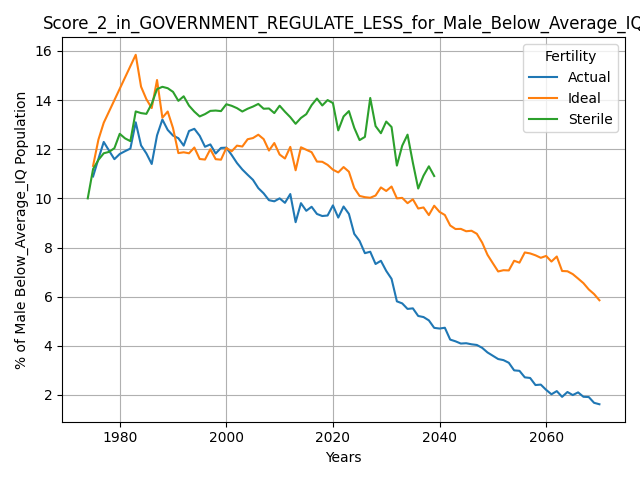 Score_2_in_GOVERNMENT_REGULATE_LESS_for_Male_Below_Average_IQ
Fertility
Actual
Ideal
Sterile
% of Male Below_Average_IQ Population
16
14
12
10
8
6
4
2
1980 2000 2020 2040 2060
Years